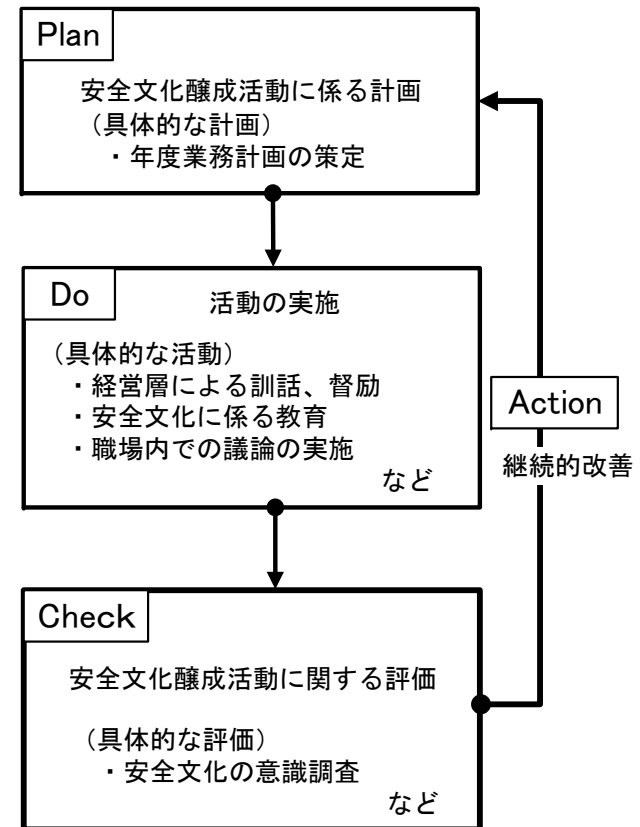 Plan
安全文化醸成活動に係る計画
（具体的な計画）
・年度業務計画の策定
Do
活動の実施
（具体的な活動）
・経営層による訓話、督励
・安全文化に係る教育
・職場内での議論の実施
など
Action
継続的改善
Check
安全文化醸成活動に関する評価
（具体的な評価）
・安全文化の意識調査
など